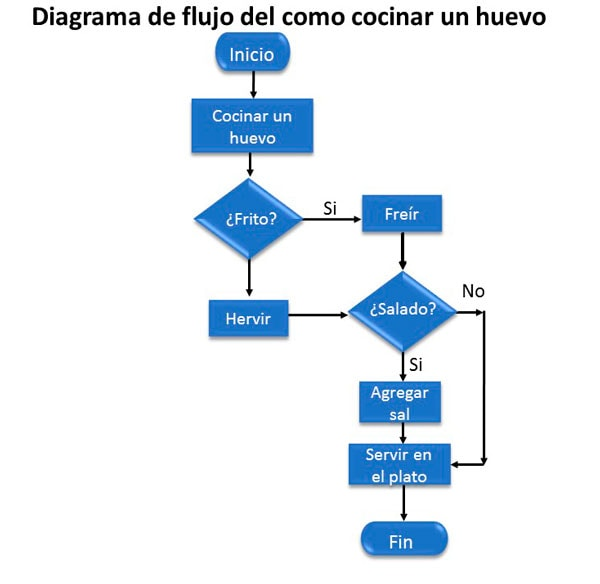 Diagrama de flujo del como cocinar un huevo
Inicio
Cocinar un
huevo
¿Frito?
Si
Freír
Hervir
¿Salado?
No
Si
Agregar
sal
Servir en
el plato
Fin